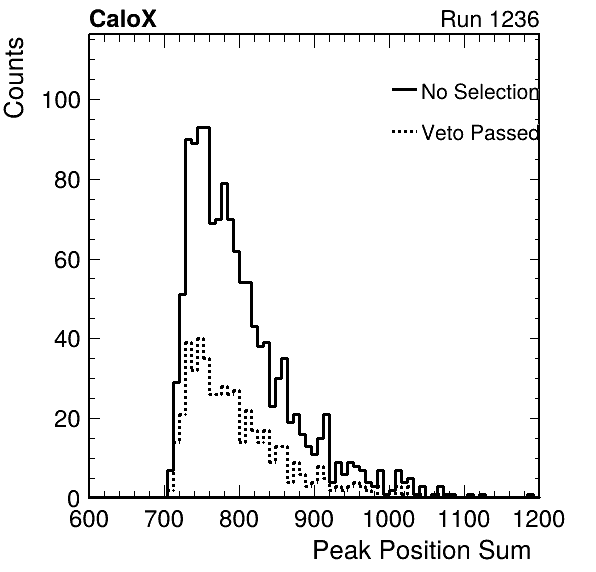 CaloX Run 1236
Counts
No Selection
Veto Passed
100
80
60
40
20
0
600 700 800 900 1000 1100 1200
Peak Position Sum